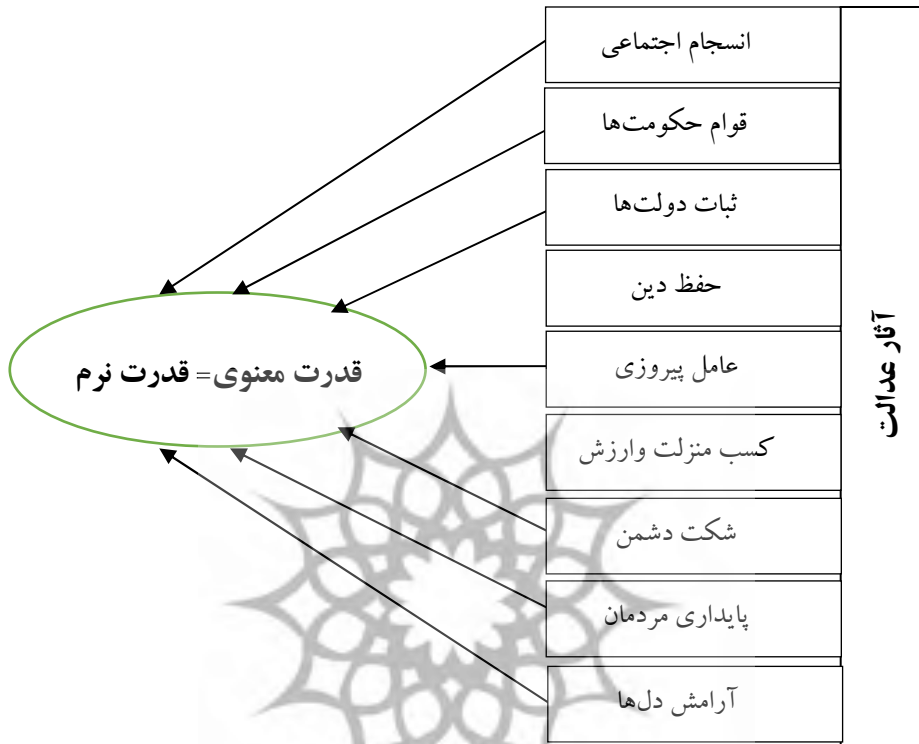 آثار عدالت
انسجام اجتماعی
قوام حکومت‌ها
ثبات دولت‌ها
حفظ دین
عامل پیروزی
کسب منزلت وارزش
شکت دشمن
پایداری مردمان
آرامش دل‌ها
قدرت معنوی= قدرت نرم